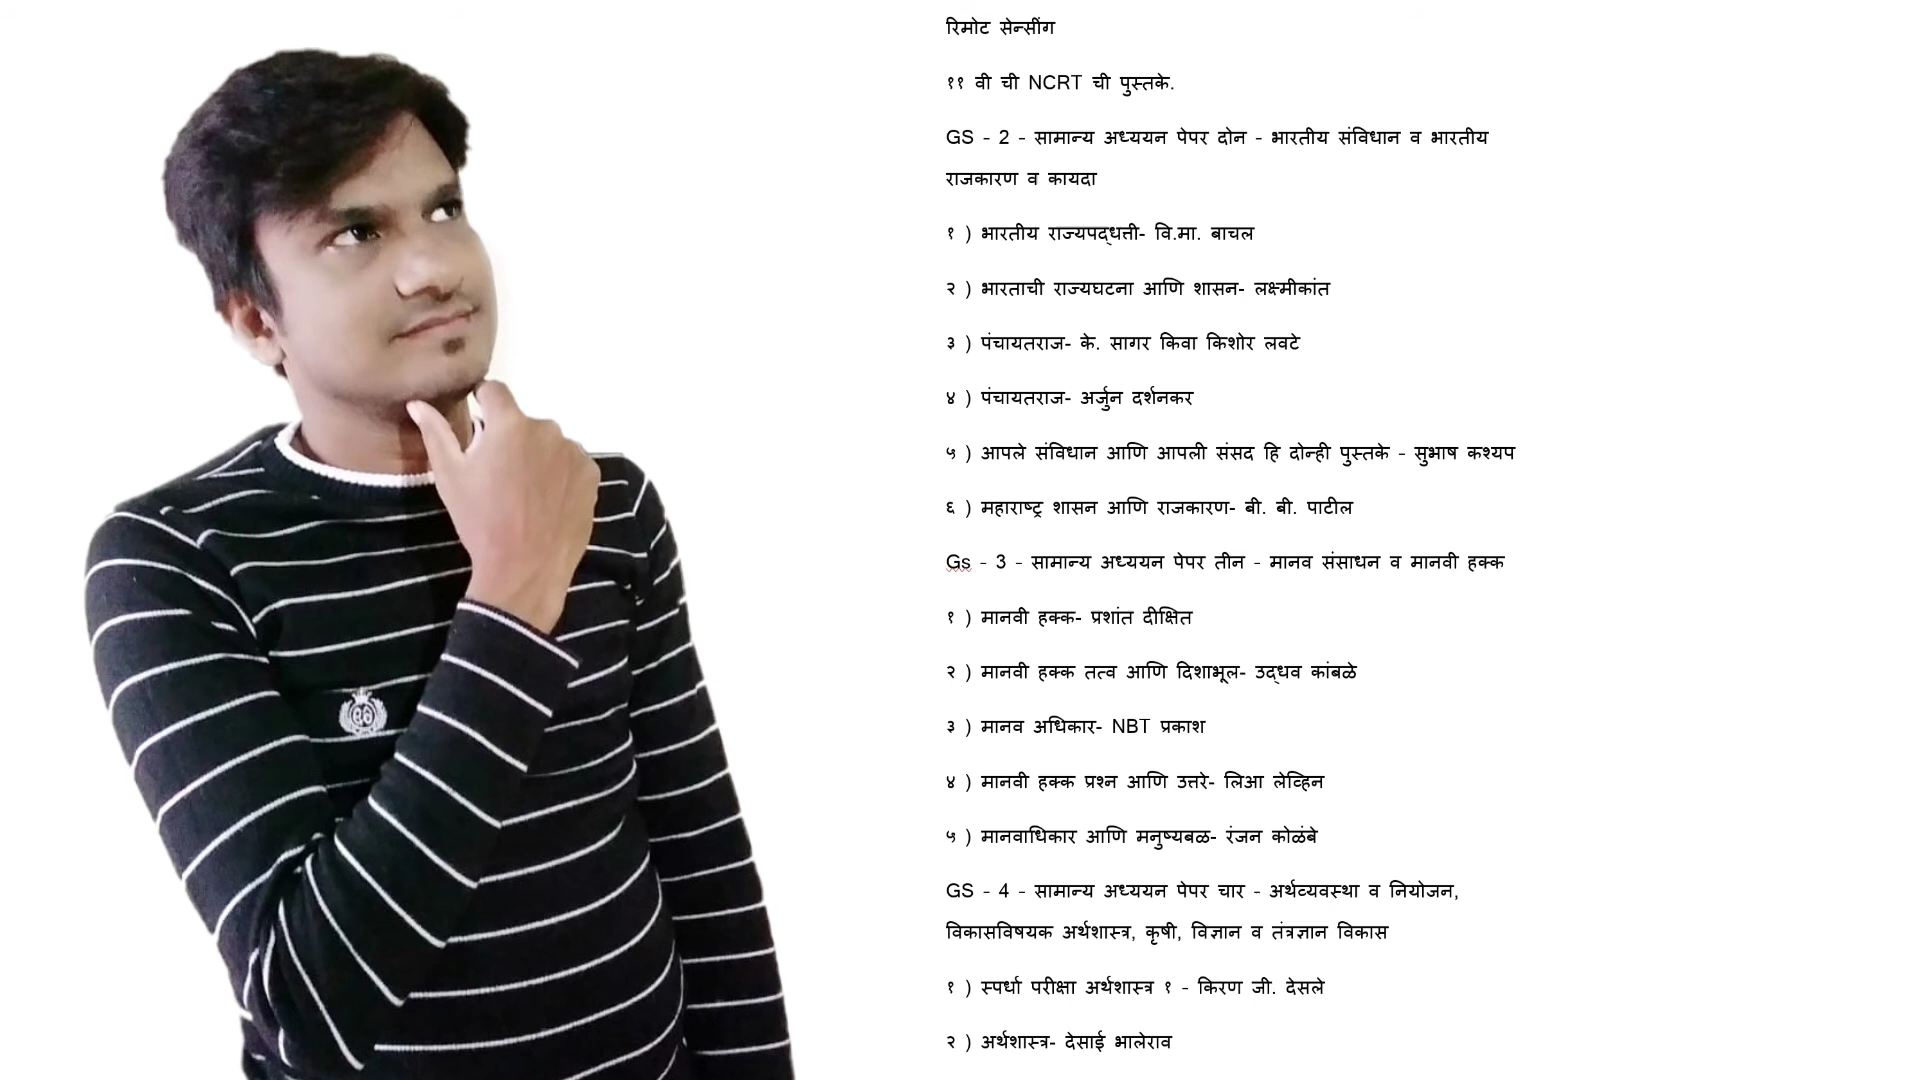 रिमोट सेन्सींग
११ वी ची NCRT ची पुस्तके.
GS - 2 - सामान्य अध्ययन पेपर दोन - भारतीय संविधान व भारतीय
राजकारण व कायदा
१ ) भारतीय राज्यपद्धत्ती- वि.मा. बाचल
२ ) भारताची राज्यघटना आणि शासन- लक्ष्मीकांत
३ ) पंचायतराज- के. सागर किवा किशोर लवटे
४ ) पंचायतराज- अर्जुन दर्शनकर
५ ) आपले संविधान आणि आपली संसद हि दोन्ही पुस्तके - सुभाष कश्यप
६ ) महाराष्ट्र शासन आणि राजकारण- बी. बी. पाटील
Gs - 3 - सामान्य अध्ययन पेपर तीन - मानव संसाधन व मानवी हक्क
१ ) मानवी हक्क- प्रशांत दीक्षित
२ ) मानवी हक्क तत्व आणि दिशाभूल- उद्धव कांबळे
३ ) मानव अधिकार- NBT प्रकाश
४ ) मानवी हक्क प्रश्न आणि उत्तरे- लिआ लेव्हिन
५ ) मानवाधिकार आणि मनुष्यबळ- रंजन कोळंबे
GS - 4 - सामान्य अध्ययन पेपर चार - अर्थव्यवस्था व नियोजन,
विकासविषयक अर्थशास्त्र, कृषी, विज्ञान व तंत्रज्ञान विकास
१ ) स्पर्धा परीक्षा अर्थशास्त्र १ - किरण जी. देसले
२ ) अर्थशास्त्र- देसाई भालेराव